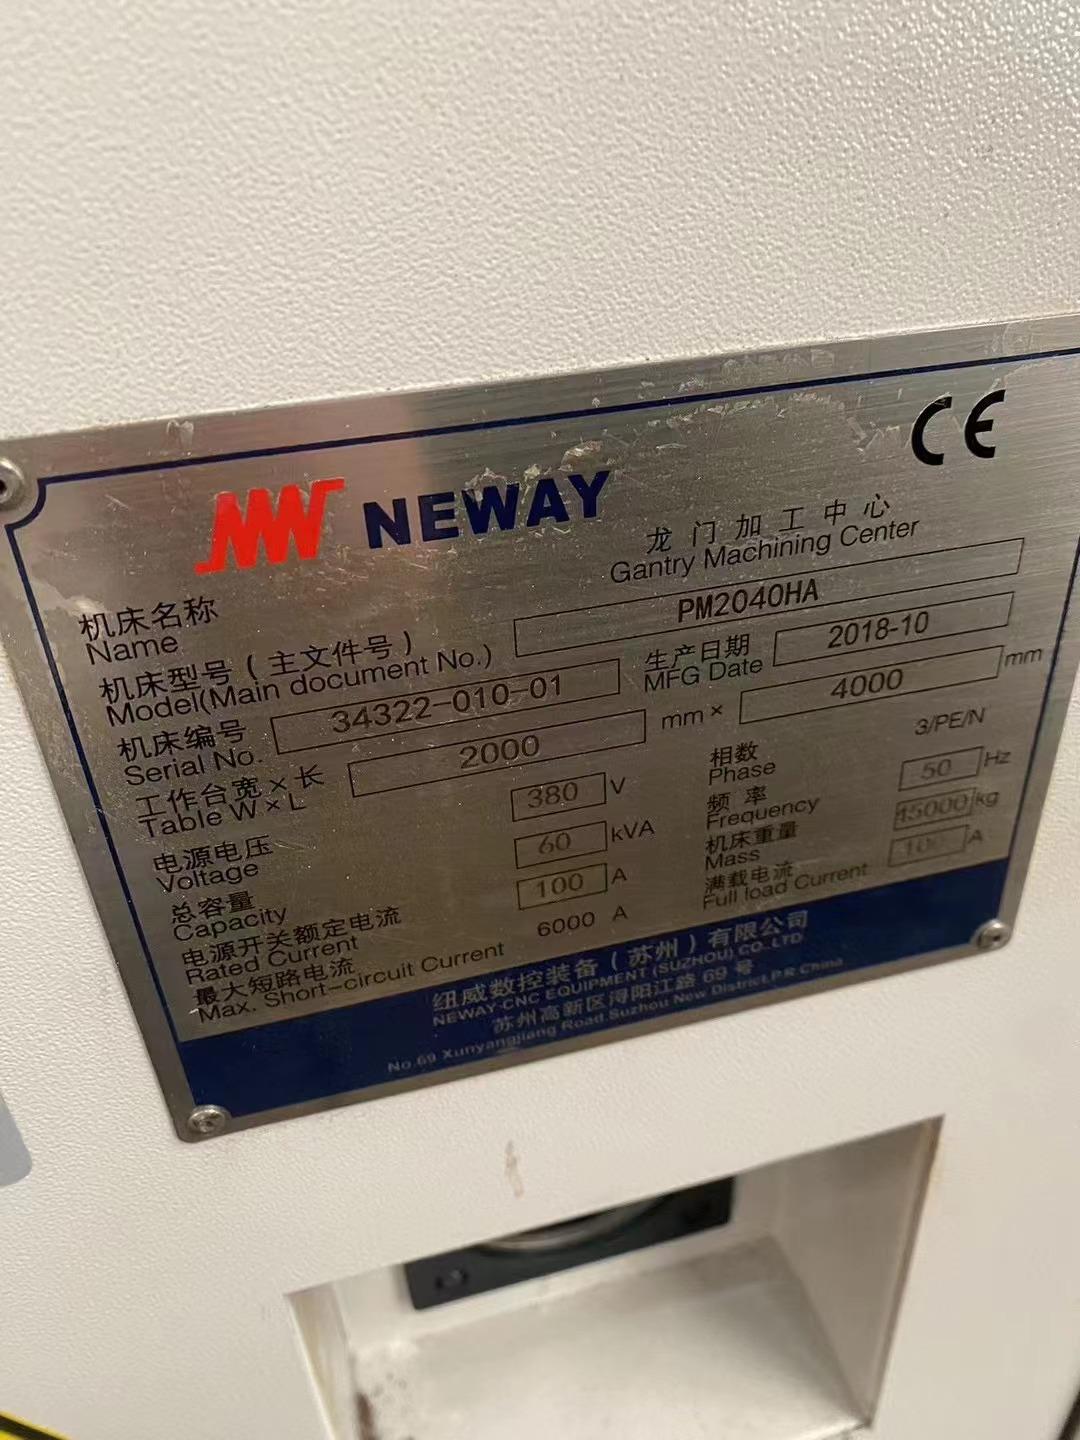 NEWAY
CE
机床名称
Name
龙门加工中心
Gantry Machining Center
机床型号(主文件号)
Model(Main document No.)
PM2040HA
机床编号
Serial No.
34322-010-01
生产日期
MFG Date
2018-10
工作台宽×长
Table W×L
2000 mm× 4000 mm
电源电压
Voltage
380 V
相数
Phase
3/PE/N
总容量
Capacity
60 kVA
频率
Frequency
50 Hz
电源开关额定电流
Rated Current
100 A
机床重量
Mass
45000 kg
最大短路电流
Max. Short-circuit Current
6000 A
满载电流
Full load Current
100 A
纽威数控装备(苏州)有限公司
NEWAY-CNC EQUIPMENT (SUZHOU) CO.,LTD
苏州高新区浔阳江路 69 号
No.69 Xunyangjiang Road.Suzhou New District,P.R.China